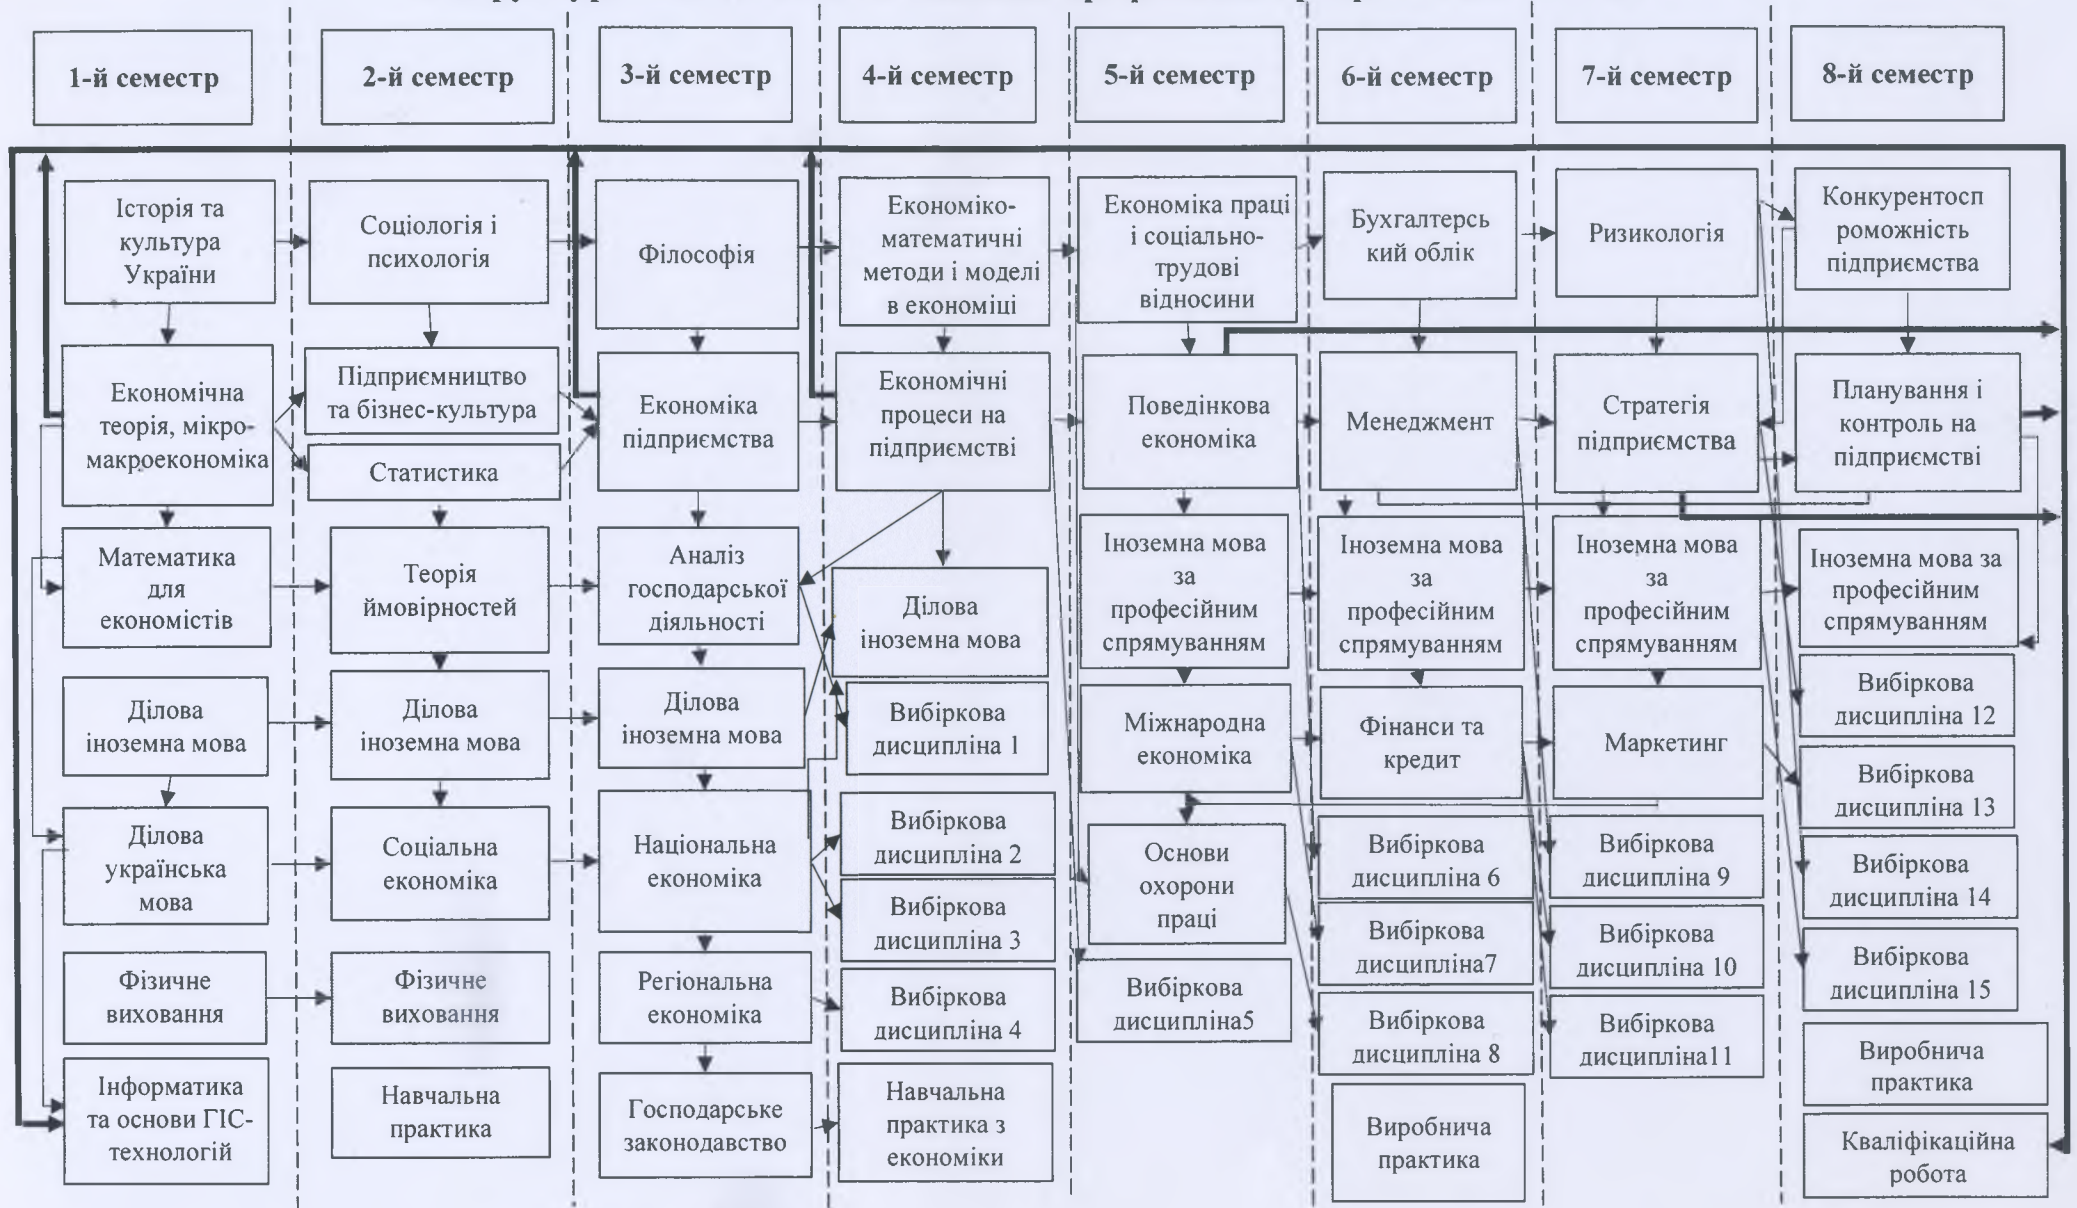 1-й семестр
2-й семестр
3-й семестр
4-й семестр
5-й семестр
6-й семестр
7-й семестр
8-й семестр
Історія та
культура
України
Економічна
теорія, мікро-
макроекономіка
Математика
для
економістів
Ділова
іноземна мова
Ділова
українська
мова
Фізичне
виховання
Інформатика
та основи ГІС-
технологій
Соціологія і
психологія
Підприємництво
та бізнес-культура
Статистика
Теорія
ймовірностей
Ділова
іноземна мова
Соціальна
економіка
Фізичне
виховання
Навчальна
практика
Філософія
Економіка
підприємства
Аналіз
господарської
діяльності
Ділова
іноземна мова
Національна
економіка
Регіональна
економіка
Господарське
законодавство
Економіко-
математичні
методи і моделі
в економіці
Економічні
процеси на
підприємстві
Ділова
іноземна мова
Вибіркова
дисципліна 1
Вибіркова
дисципліна 2
Вибіркова
дисципліна 3
Вибіркова
дисципліна 4
Навчальна
практика з
економіки
Економіка праці
і соціально-
трудові
відносини
Поведінкова
економіка
Іноземна мова
за
професійним
спрямуванням
Міжнародна
економіка
Основи
охорони
праці
Вибіркова
дисципліна5
Бухгалтерсь
кий облік
Менеджмент
Іноземна мова
за
професійним
спрямуванням
Фінанси та
кредит
Вибіркова
дисципліна 6
Вибіркова
дисципліна7
Вибіркова
дисципліна 8
Виробнича
практика
Ризикологія
Стратегія
підприємства
Іноземна мова
за
професійним
спрямуванням
Маркетинг
Вибіркова
дисципліна 9
Вибіркова
дисципліна 10
Вибіркова
дисципліна11
Конкурентосп
роможність
підприємства
Планування і
контроль на
підприємстві
Іноземна мова за
професійним
спрямуванням
Вибіркова
дисципліна 12
Вибіркова
дисципліна 13
Вибіркова
дисципліна 14
Вибіркова
дисципліна 15
Виробнича
практика
Кваліфікаційна
робота